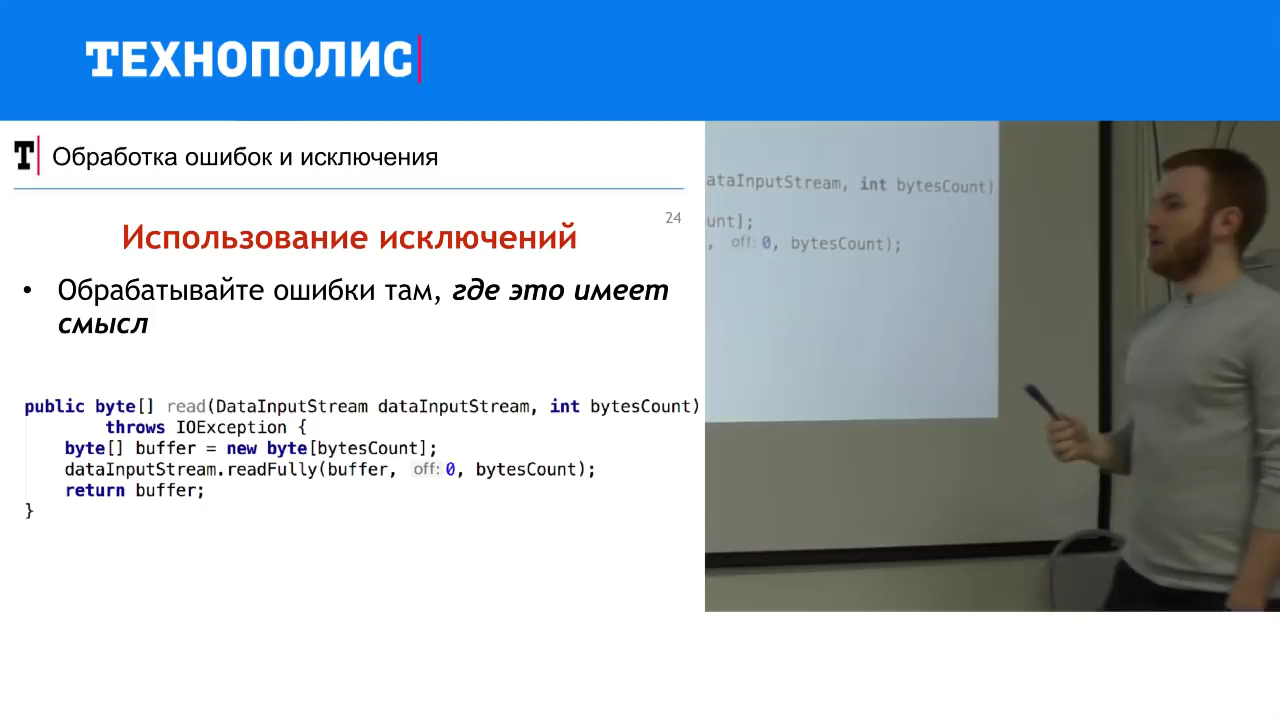 ТЕХНОПОЛИС
Т Обработка ошибок и исключения
24
Использование исключений
• Обрабатывайте ошибки там, где это имеет
смысл
public byte[] read(DataInputStream dataInputStream, int bytesCount)
throws IOException {
byte[] buffer = new byte[bytesCount];
dataInputStream.readFully(buffer, off: 0, bytesCount);
return buffer;
}
ataInputStream, int bytesCount)
unt];
, off: 0, bytesCount);